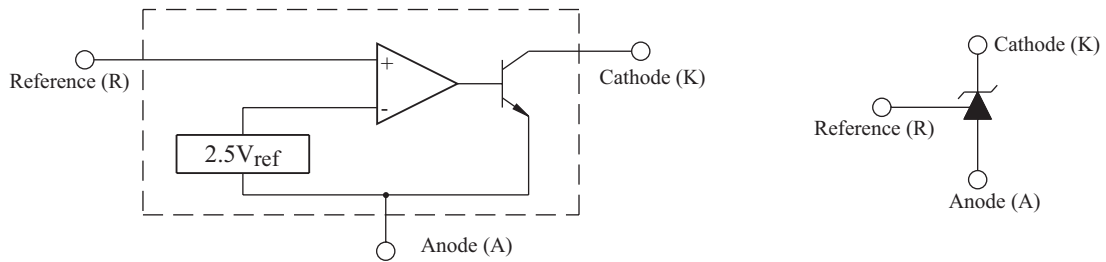 +
Reference (R)
-
2.5Vref
Cathode (K)
Anode (A)
Cathode (K)
Reference (R)
Anode (A)